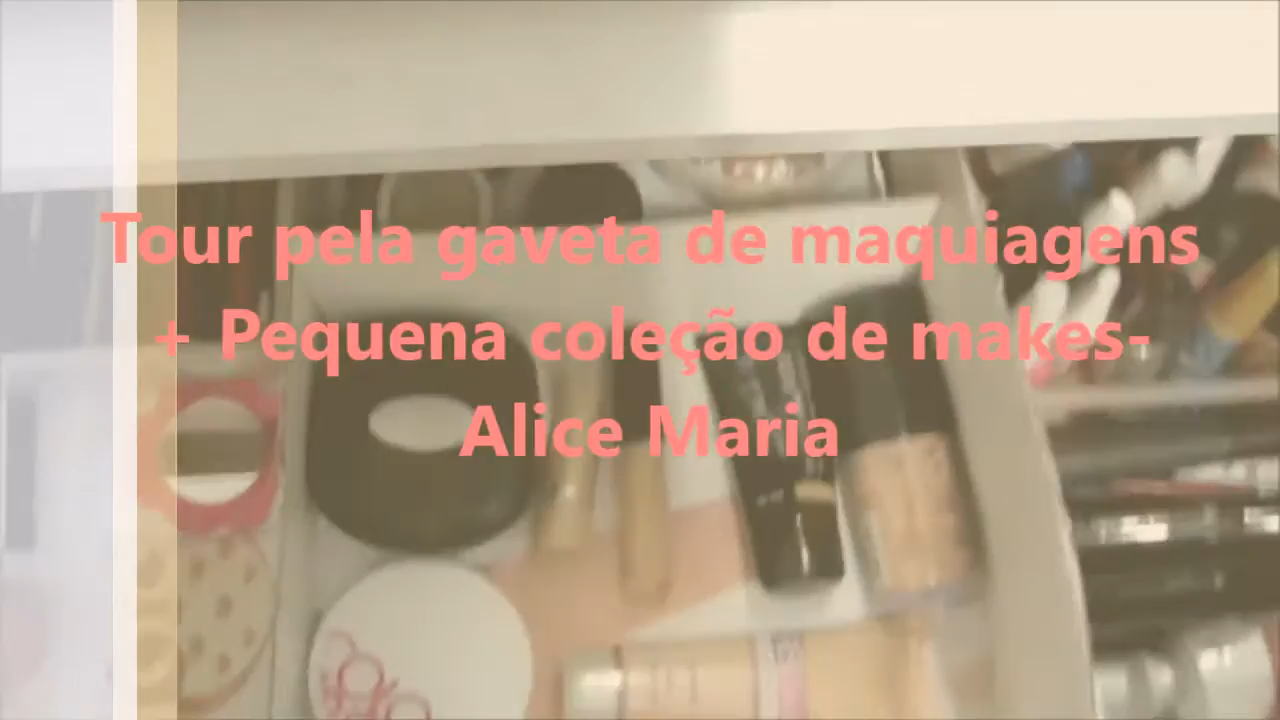 Tour pela gaveta de maquiagens
+ Pequena coleção de makes-
Alice Maria